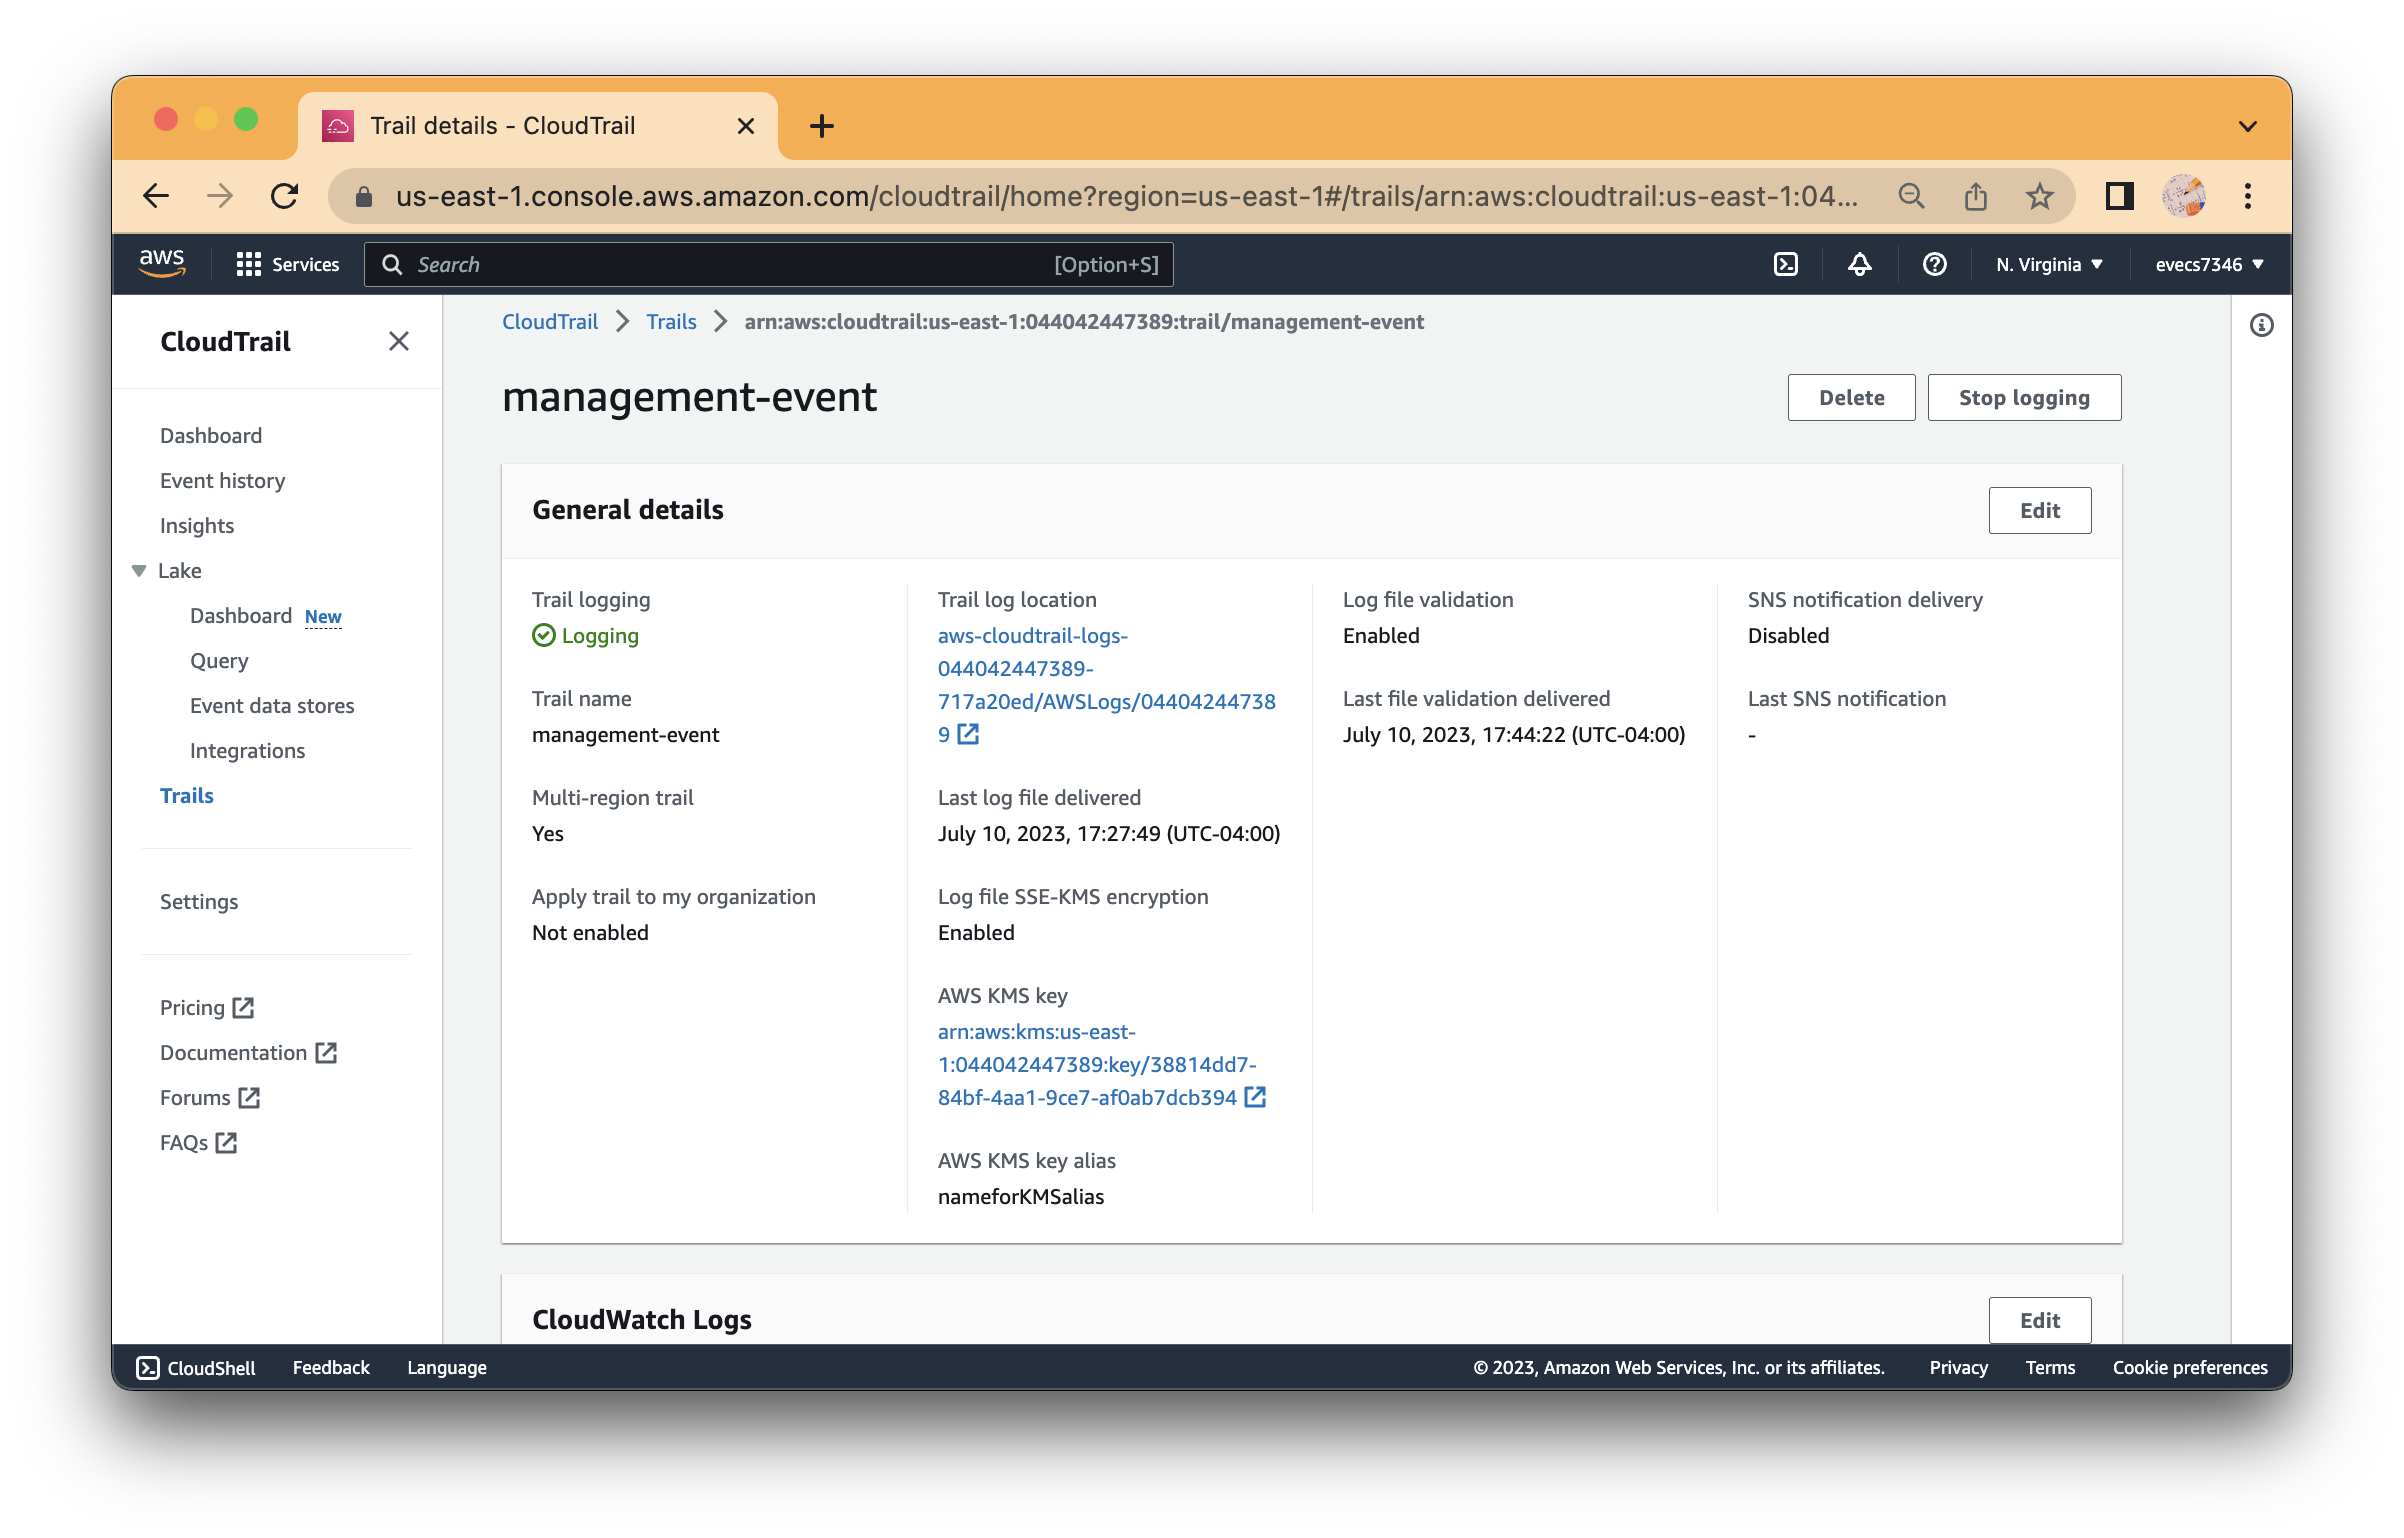 Trail details - CloudTrail
us-east-1.console.aws.amazon.com/cloudtrail/home?region=us-east-1#/trails/arn:aws:cloudtrail:us-east-1:04...
aws
Services
Search
[Option+S]
N. Virginia
evecs7346
CloudTrail
Dashboard
Event history
Insights
Lake
Dashboard New
Query
Event data stores
Integrations
Trails
Settings
Pricing
Documentation
Forums
FAQs
CloudTrail
Trails
arn:aws:cloudtrail:us-east-1:044042447389:trail/management-event
management-event
Delete
Stop logging
General details
Edit
Trail logging
Logging
Trail name
management-event
Multi-region trail
Yes
Apply trail to my organization
Not enabled
Trail log location
aws-cloudtrail-logs-
044042447389-
717a20ed/AWSLogs/04404244738
9
Last log file delivered
July 10, 2023, 17:27:49 (UTC-04:00)
Log file SSE-KMS encryption
Enabled
AWS KMS key
arn:aws:kms:us-east-
1:044042447389:key/38814dd7-
84bf-4aa1-9ce7-af0ab7dcb394
AWS KMS key alias
nameforKMSalias
Log file validation
Enabled
Last file validation delivered
July 10, 2023, 17:44:22 (UTC-04:00)
SNS notification delivery
Disabled
Last SNS notification
-
CloudWatch Logs
Edit
CloudShell
Feedback
Language
© 2023, Amazon Web Services, Inc. or its affiliates.
Privacy
Terms
Cookie preferences